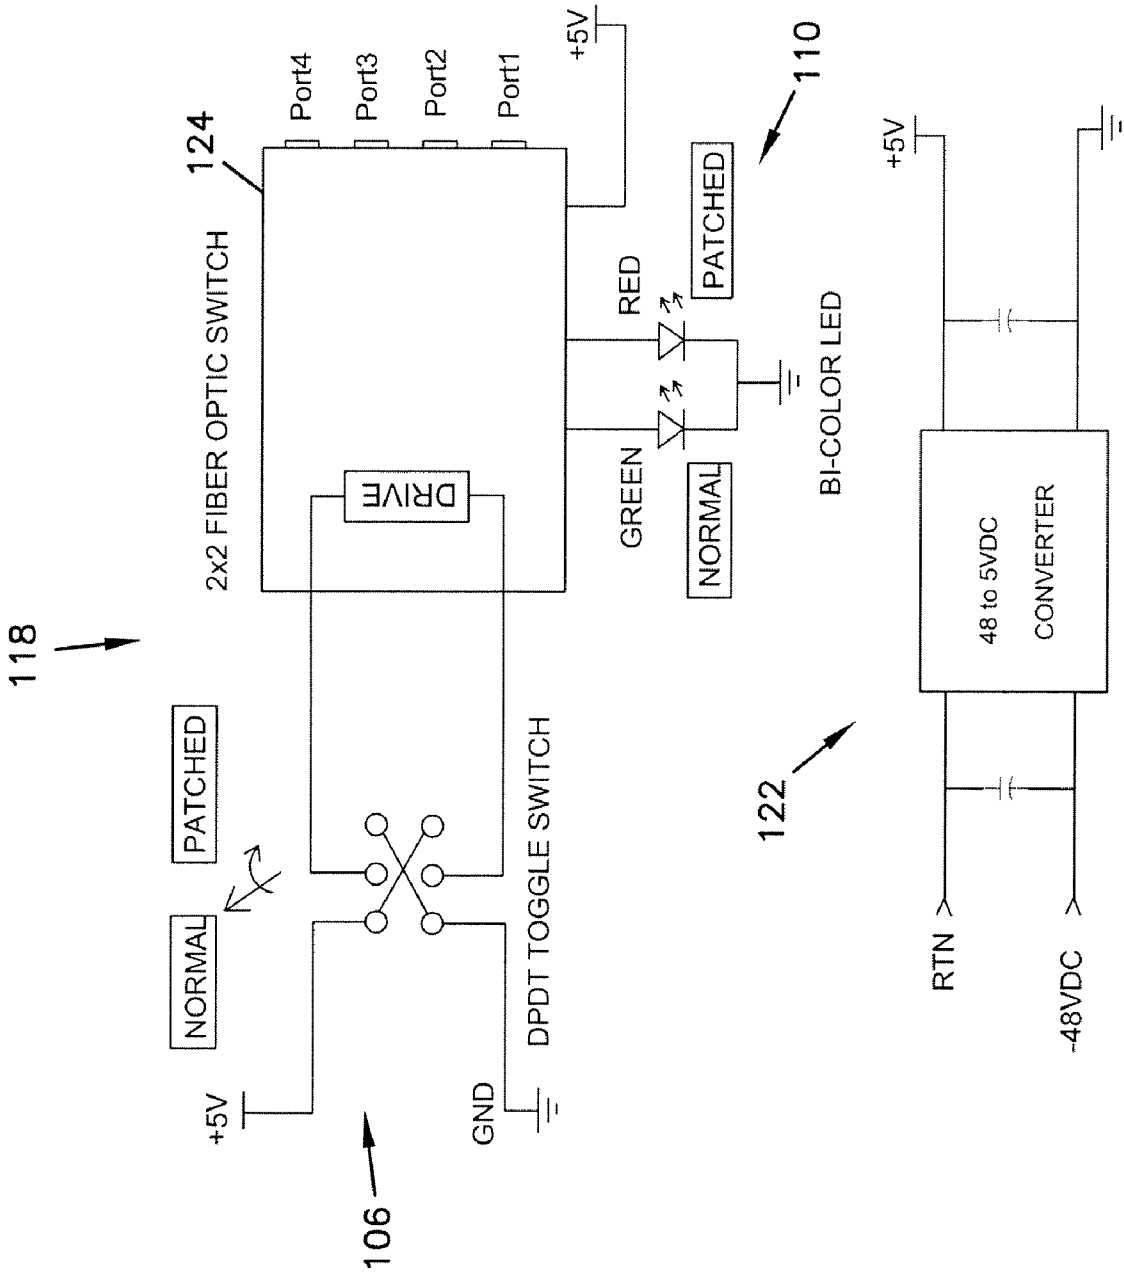 118
124
2x2 FIBER OPTIC SWITCH
NORMAL
PATCHED
+5V
DRIVE
Port4
Port3
Port2
Port1
+5V
106
GND
DPDT TOGGLE SWITCH
GREEN
RED
NORMAL
PATCHED
110
BI-COLOR LED
122
RTN
-48VDC
48 to 5VDC
CONVERTER
+5V